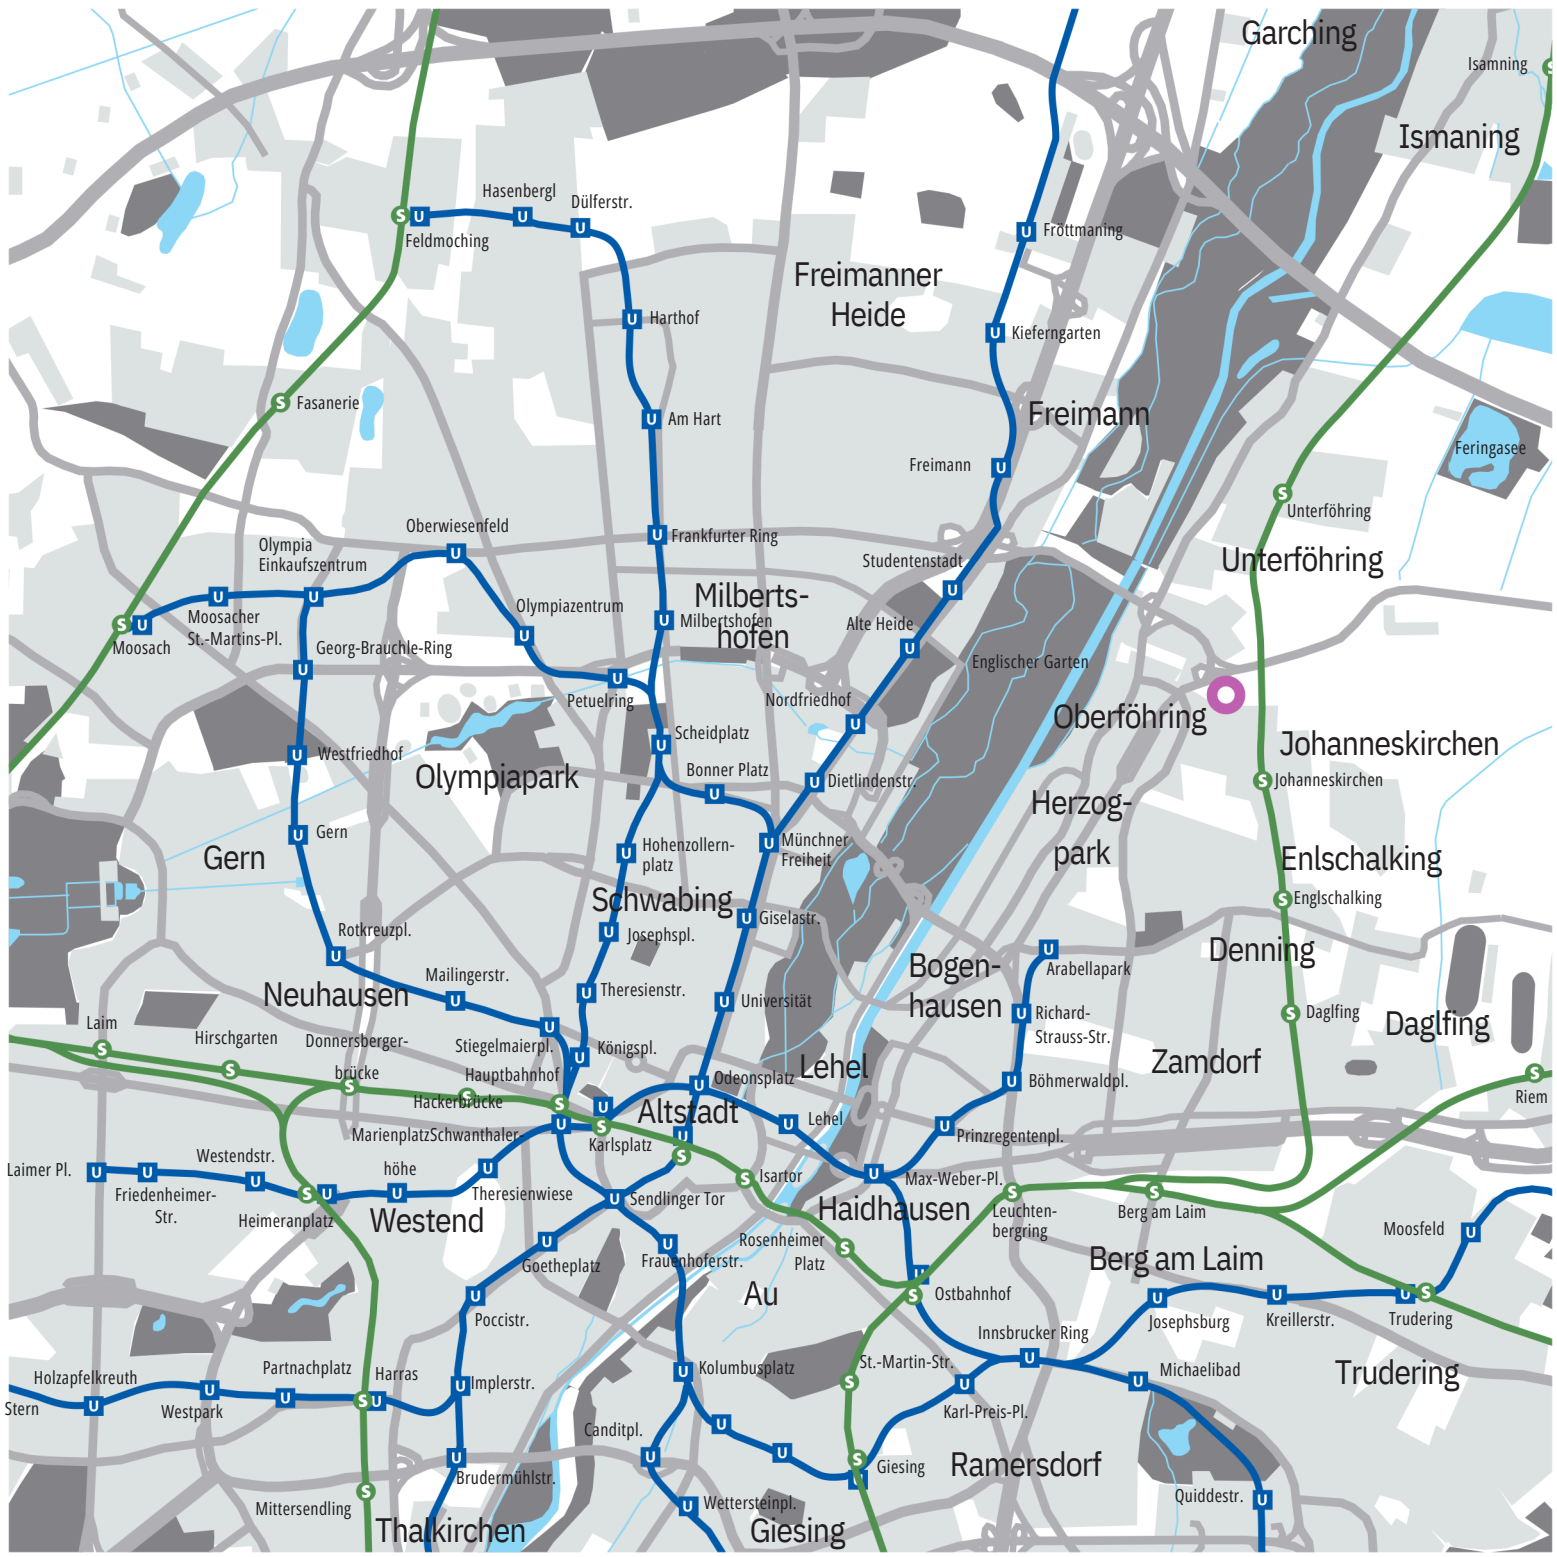 Garching
Isamning
Ismaning
Hasenbergl
Dülferstr.
Feldmoching
Fröttmaning
Freimanner
Heide
Harthof
Kieferngarten
Fasanerie
Am Hart
Freimann
Freimann
Feringasee
Unterföhring
Oberwiesenfeld
Frankfurter Ring
Olympia
Einkaufszentrum
Studentenstadt
Unterföhring
Milberts-
hofen
Olympiazentrum
Moosacher
St.-Martins-Pl.
Milbertshofen
Alte Heide
Moosach
Georg-Brauchle-Ring
Englischer Garten
Petuelring
Nordfriedhof
Oberföhring
Scheidplatz
Johanneskirchen
Westfriedhof
Olympiapark
Bonner Platz
Dietlindenstr.
Johanneskirchen
Herzog-
park
Gern
Gern
Hohenzollern-
platz
Münchner
Freiheit
Enlschalking
Schwabing
Englschalking
Giselastr.
Rotkreuzpl.
Josephspl.
Denning
Bogen-
hausen
Arabellapark
Mailingerstr.
Neuhausen
Theresienstr.
Universität
Richard-
Strauss-Str.
Daglfing
Daglfing
Laim
Hirschgarten
Donnersberger-
brücke
Stiegelmaierpl.
Königspl.
Hauptbahnhof
Lehel
Zamdorf
Odeonsplatz
Böhmerwaldpl.
Hackerbrücke
Altstadt
Riem
Lehel
MarienplatzSchwanthaler-
höhe
Karlsplatz
Prinzregentenpl.
Laimer Pl.
Westendstr.
Friedenheimer-
Str.
Theresienwiese
Isartor
Max-Weber-Pl.
Heimeranplatz
Westend
Sendlinger Tor
Haidhausen
Leuchten-
bergring
Berg am Laim
Moosfeld
Goetheplatz
Frauenhoferstr.
Rosenheimer
Platz
Berg am Laim
Au
Ostbahnhof
Poccistr.
Josephsburg
Kreillerstr.
Trudering
Innsbrucker Ring
Holzapfelkreuth
Partnachplatz
Harras
Implerstr.
Kolumbusplatz
St.-Martin-Str.
Michaelibad
Trudering
Stern
Westpark
Karl-Preis-Pl.
Canditpl.
Giesing
Ramersdorf
Brudermühlstr.
Quiddestr.
Mittersendling
Wettersteinpl.
Thalkirchen
Giesing